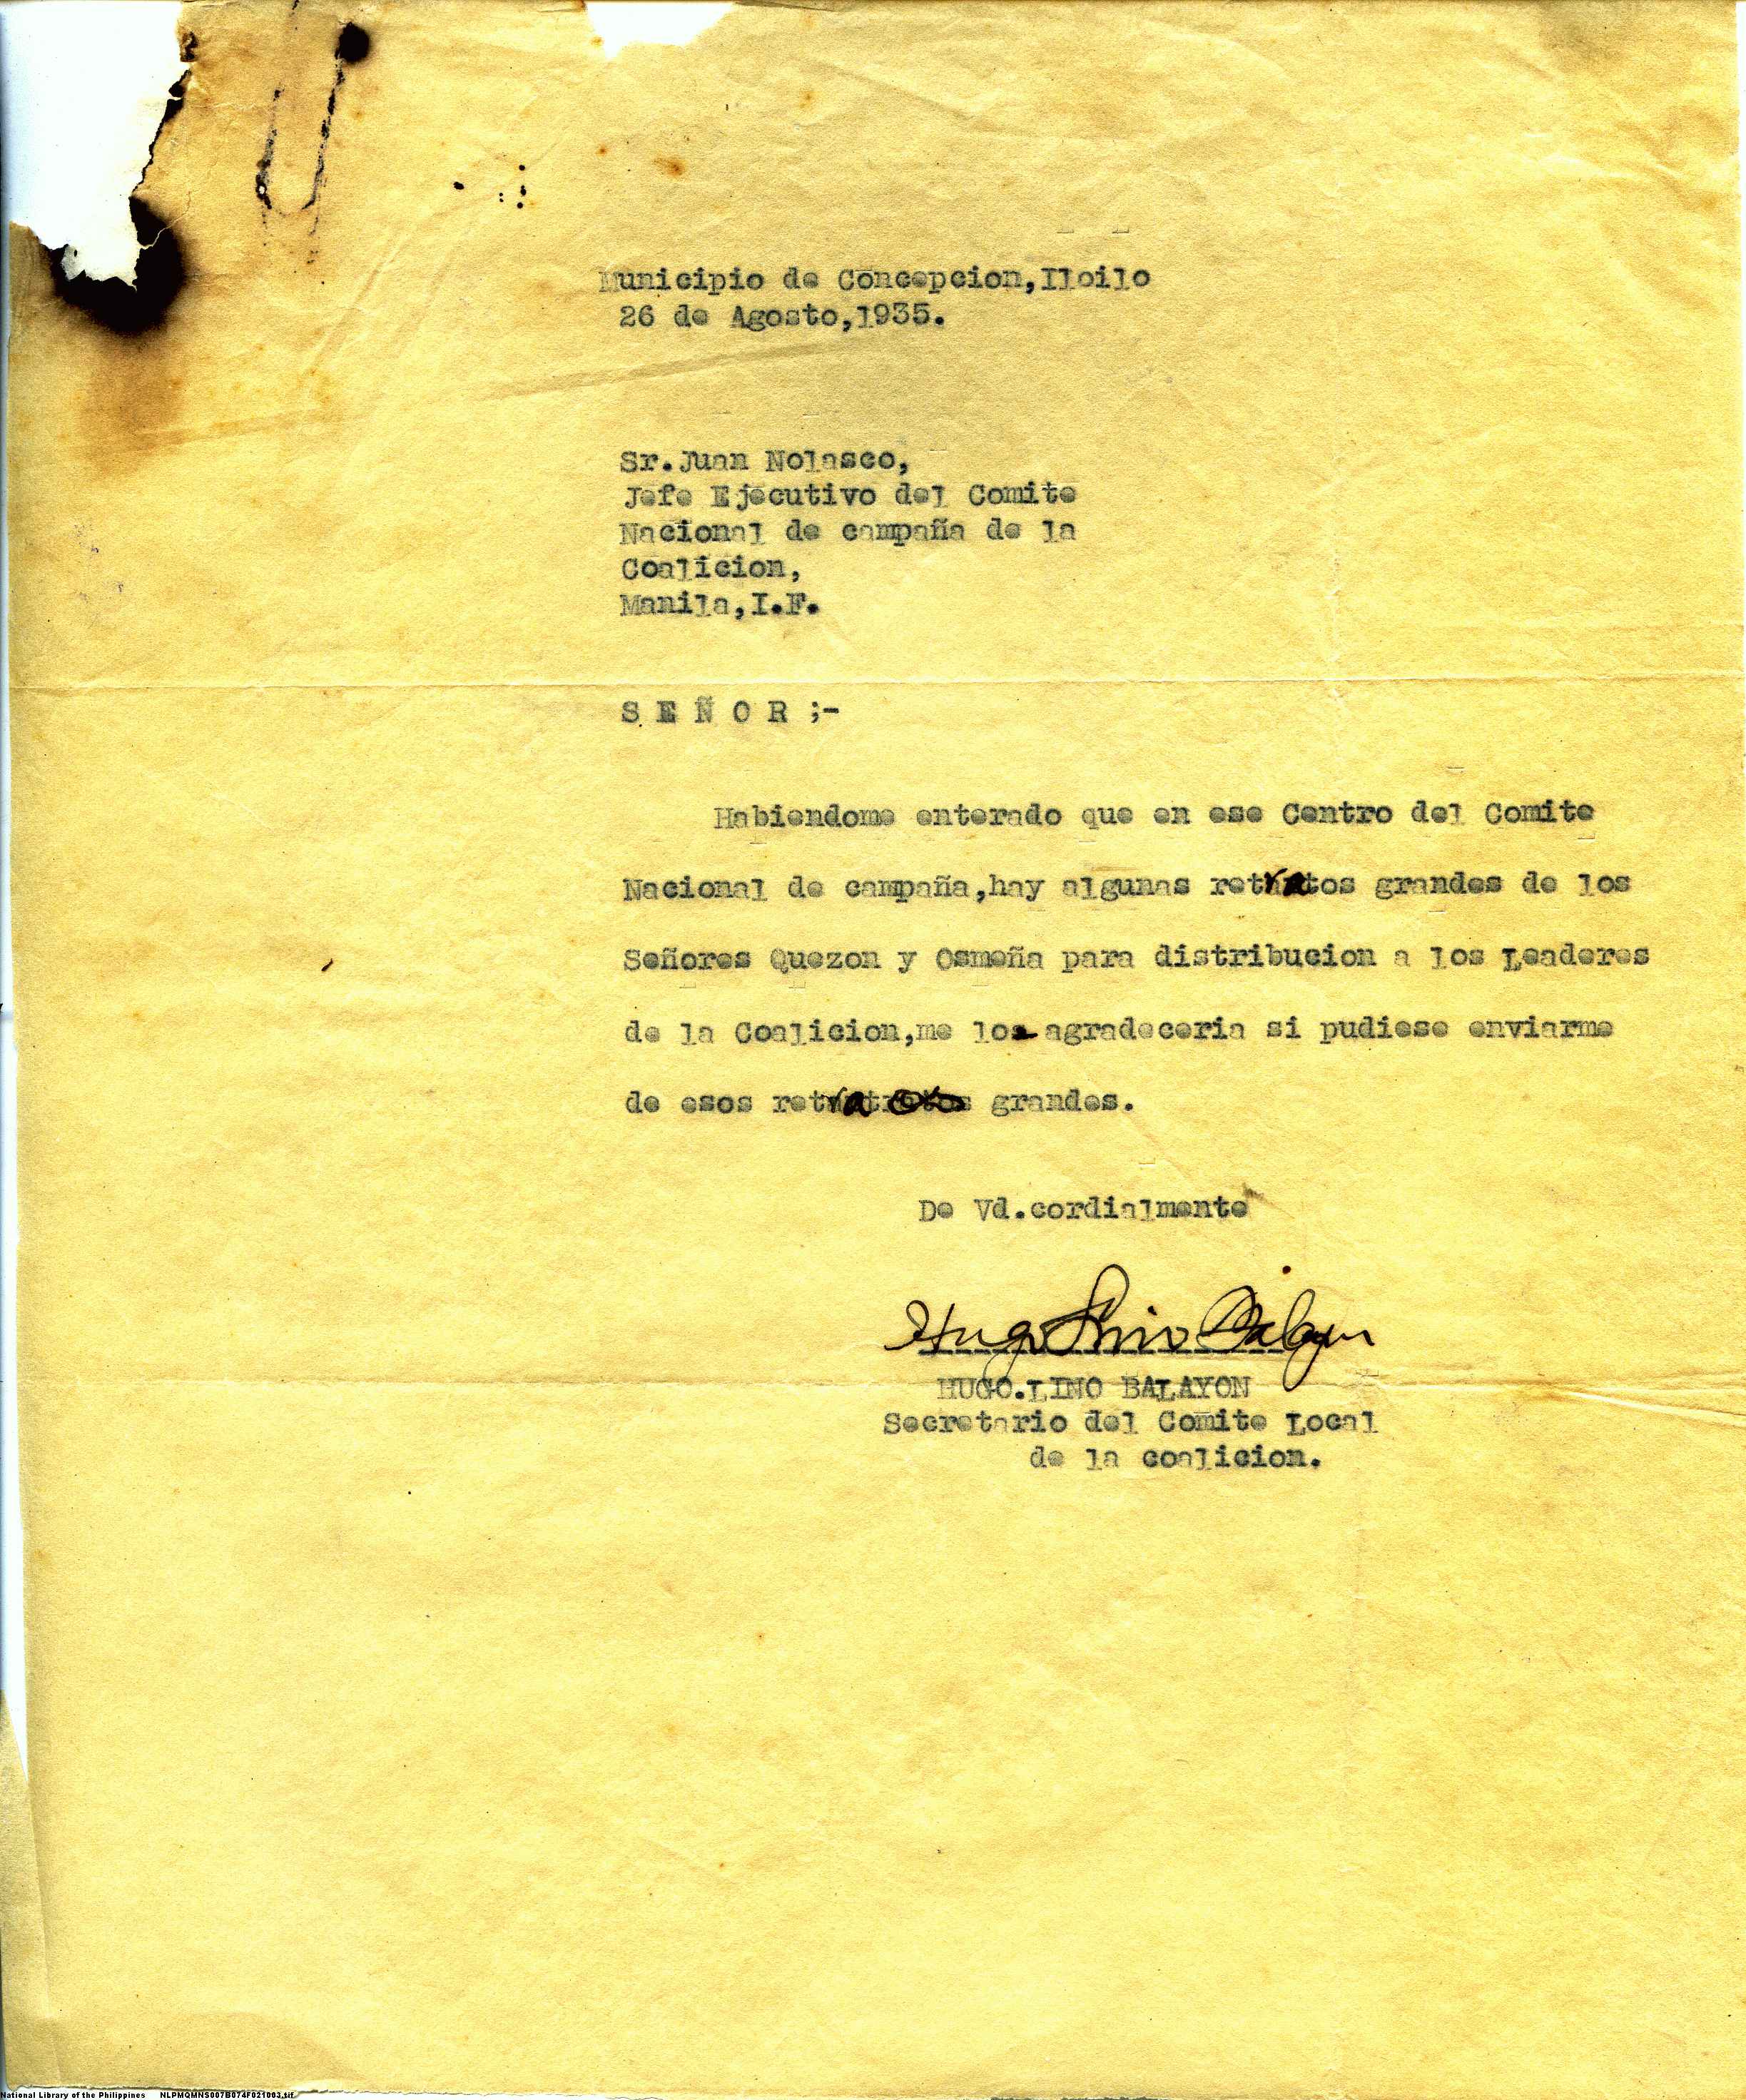 Municipio de Concepcion,Iloilo
26 de Agosto,1935.
Sr.Juan Nolasco,
Jefe Ejecutivo del Comite
Nacional de campaña de la
Coalicion,
Manila,I.F.
S E Ñ O R ;-
Habiendome enterado que en ese Centro del Comite
Nacional de campaña,hay algunas retratos grandes de los
Señores Quezon y Osmeña para distribucion a los Leaderes
de la Coalicion,me lo agradeceria si pudiese enviarme
de esos retratos grandes.
De Vd.cordialmente
Hugo Lino Balayon
HUGO.LINO BALAYON
Secretario del Comite Local
de la coalicion.
National Library of the Philippines NLPMQMNS007B074F021003.tif